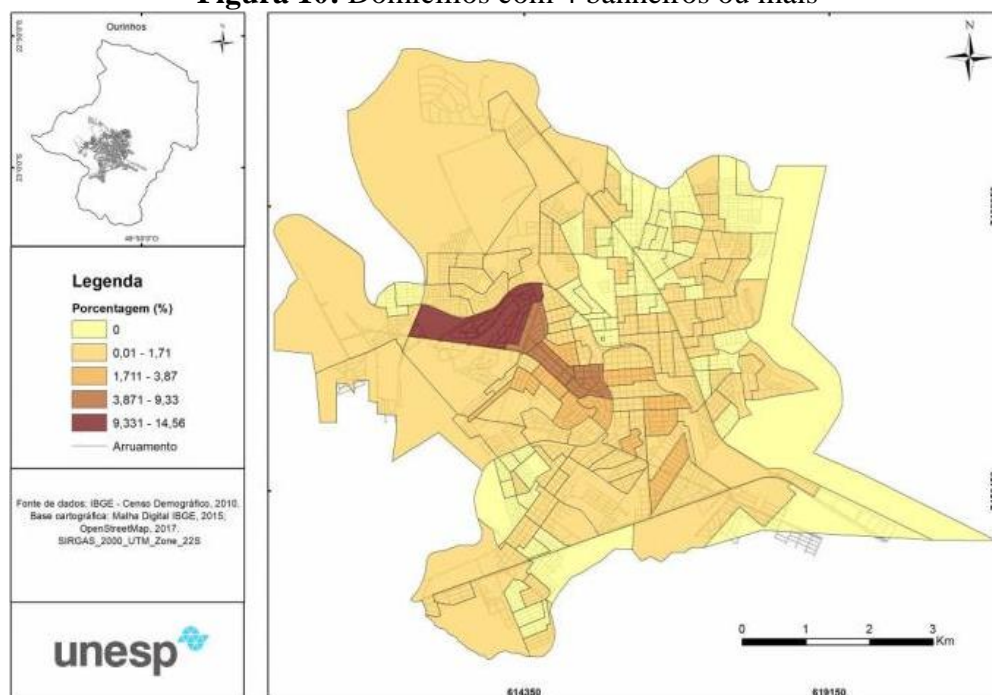 Figura 10: Domicílios com 4 banheiros ou mais
Ourinhos
N
Legenda
Porcentagem (%)
0
0,01 - 1,71
1,711 - 3,87
3,871 - 9,33
9,331 - 14,56
Arruamento
Fonte de dados: IBGE - Censo Demográfico, 2010.
Base cartográfica: Malha Digital IBGE, 2015;
OpenStreetMap, 2017.
SIRGAS_2000_UTM_Zone_22S
unesp
0 1 2 3
Km
614350 619150